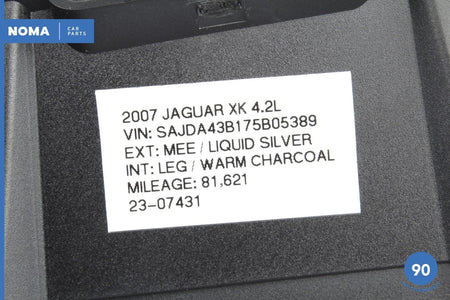 NOMA CAR PARTS
2007 JAGUAR XK 4.2L
VIN: SAJDA43B175B05389
EXT: MEE / LIQUID SILVER
INT: LEG / WARM CHARCOAL
MILEAGE: 81,621
23-07431
90